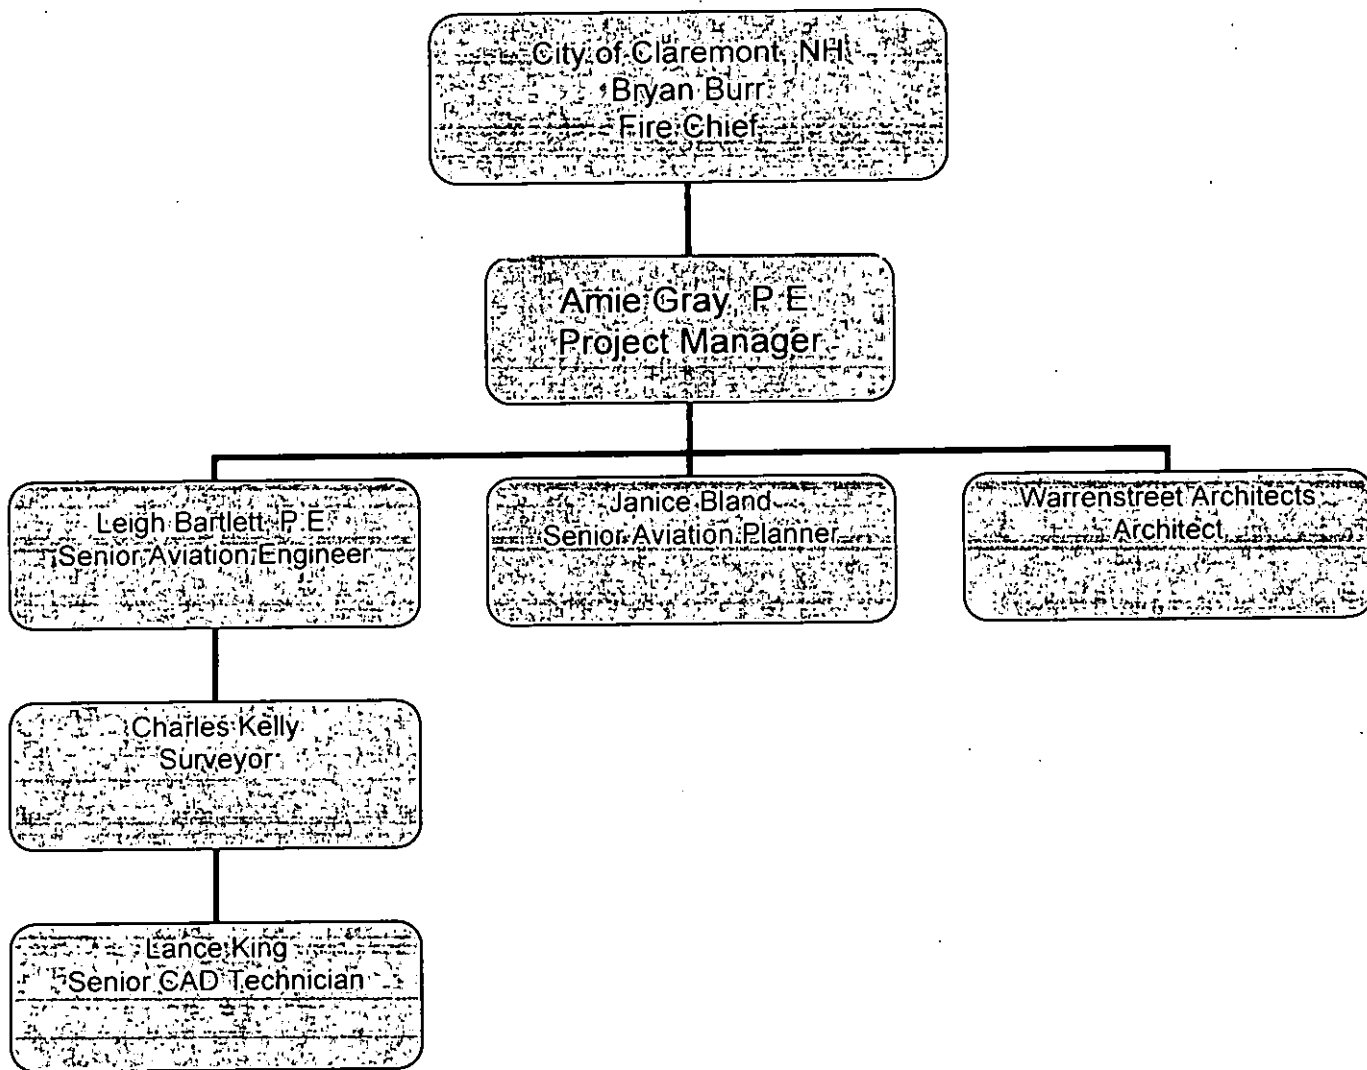 City of Claremont, NH
Bryan Burr
Fire Chief
Amie Gray, P.E.
Project Manager
Leigh Bartlett, P.E.
Senior Aviation Engineer
Janice Bland
Senior Aviation Planner
Warrenstreet Architects
Architect
Charles Kelly
Surveyor
Lance King
Senior CAD Technician